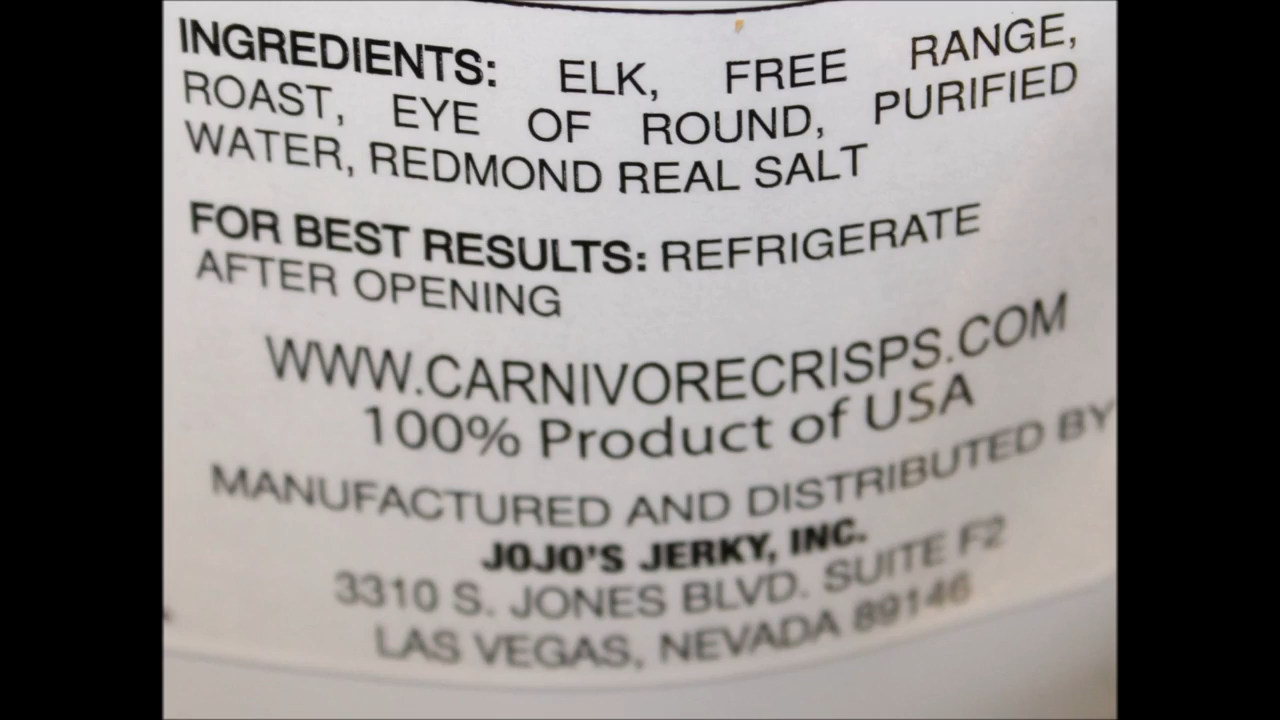 INGREDIENTS: ELK, FREE RANGE,
ROAST, EYE OF ROUND, PURIFIED
WATER, REDMOND REAL SALT
FOR BEST RESULTS: REFRIGERATE
AFTER OPENING
WWW.CARNIVORECRISPS.COM
100% Product of USA
MANUFACTURED AND DISTRIBUTED BY
JOJO'S JERKY, INC.
3310 S. JONES BLVD. SUITE F2
LAS VEGAS, NEVADA 89146